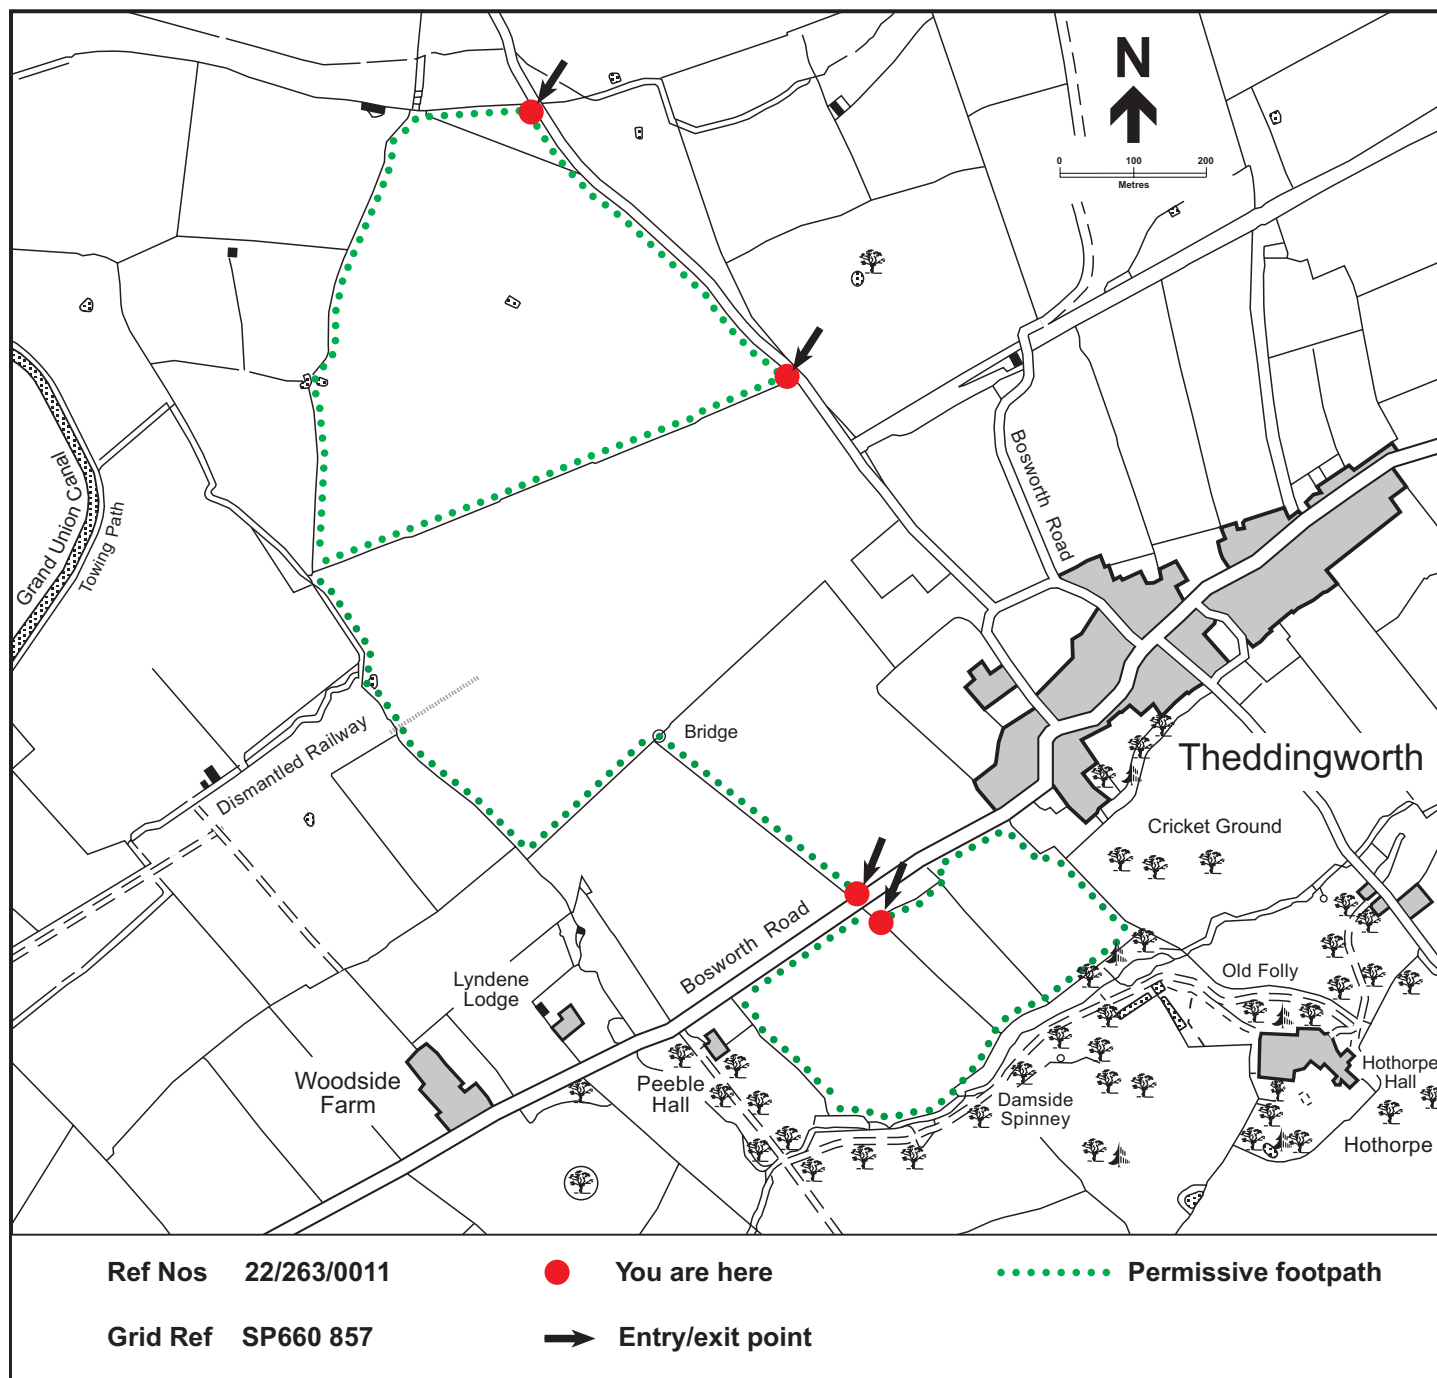 N
0 100 200
Metres
Bosworth Road
Grand Union Canal
Towing Path
Dismantled Railway
Bridge
Theddingworth
Cricket Ground
Bosworth Road
Lyndene
Lodge
Old Folly
Woodside
Farm
Peeble
Hall
Damside
Spinney
Hothorpe
Hall
Hothorpe
Ref Nos 22/263/0011
You are here
Permissive footpath
Grid Ref SP660 857
Entry/exit point